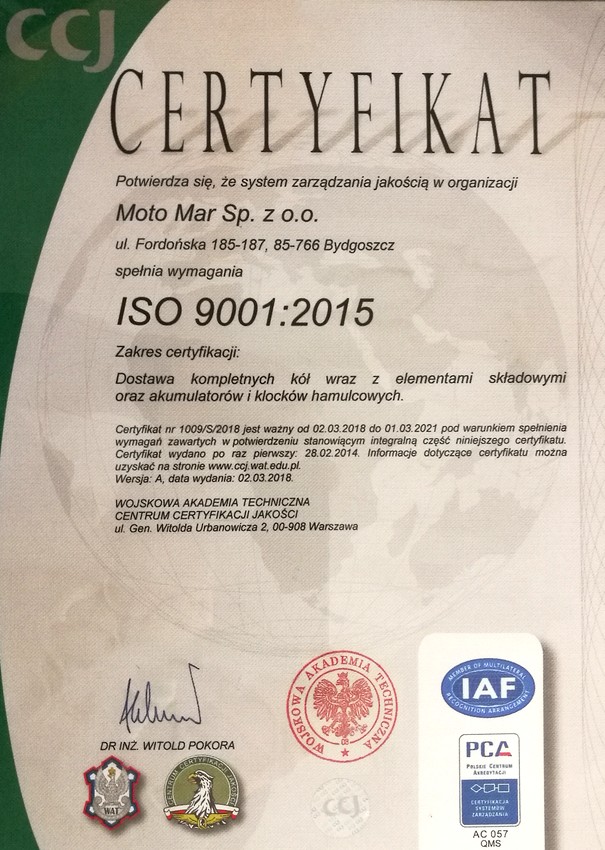 CCJ
CERTYFIKAT
Potwierdza się, że system zarządzania jakością w organizacji
Moto Mar Sp. z o.o.
ul. Fordońska 185-187, 85-766 Bydgoszcz
spełnia wymagania
ISO 9001:2015
Zakres certyfikacji:
Dostawa kompletnych kół wraz z elementami składowymi
oraz akumulatorów i klocków hamulcowych.
Certyfikat nr 1009/S/2018 jest ważny od 02.03.2018 do 01.03.2021 pod warunkiem spełnienia
wymagań zawartych w potwierdzeniu stanowiącym integralną część niniejszego certyfikatu.
Certyfikat wydano po raz pierwszy: 28.02.2014. Informacje dotyczące certyfikatu można
uzyskać na stronie www.ccj.wat.edu.pl.
Wersja: A, data wydania: 02.03.2018.
WOJSKOWA AKADEMIA TECHNICZNA
CENTRUM CERTYFIKACJI JAKOŚCI
ul. Gen. Witolda Urbanowicza 2, 00-908 Warszawa
DR INŻ. WITOLD POKORA
WAT
CENTRUM CERTYFIKACJI JAKOŚCI
WOJSKOWA AKADEMIA TECHNICZNA
CCJ
MEMBER OF MULTILATERAL
IAF
RECOGNITION ARRANGEMENT
PCA
POLSKIE CENTRUM
AKREDYTACJI
CERTYFIKACJA
SYSTEMÓW
ZARZĄDZANIA
AC 057
QMS